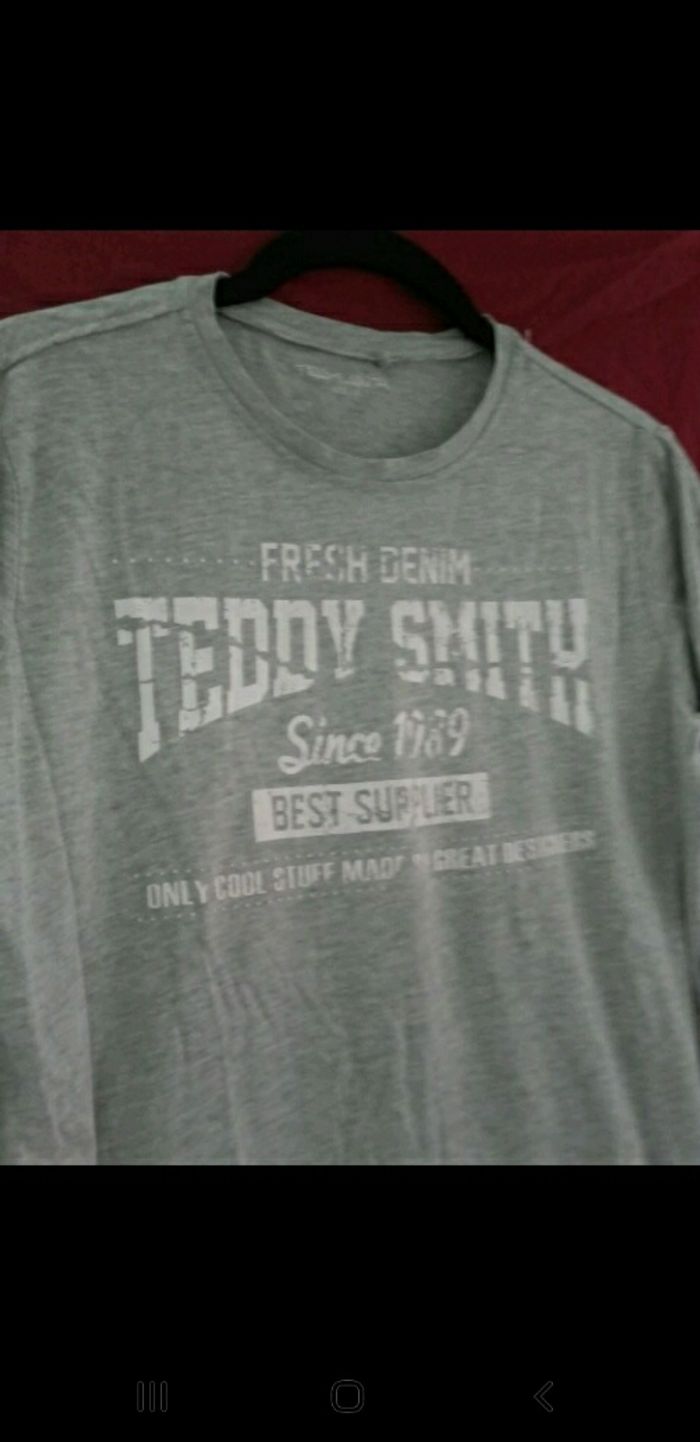 FRESH DENIM
TEDDY SMITH
Since 1989
BEST SUPPLIER
ONLY COOL STUFF MADE BY GREAT DESIGNERS